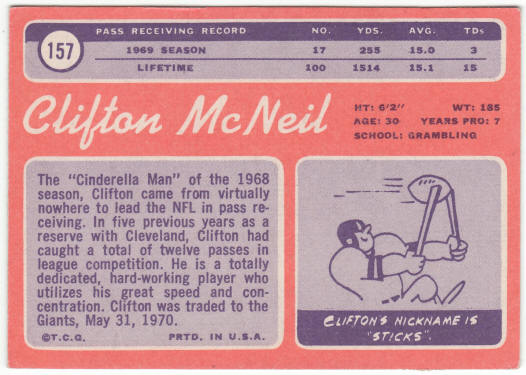 157
PASS RECEIVING RECORD NO. YDS. AVG. TDs
1969 SEASON 17 255 15.0 3
LIFETIME 100 1514 15.1 15
Clifton McNeil
HT: 6'2" WT: 185
AGE: 30 YEARS PRO: 7
SCHOOL: GRAMBLING
The "Cinderella Man" of the 1968
season, Clifton came from virtually
nowhere to lead the NFL in pass re-
ceiving. In five previous years as a
reserve with Cleveland, Clifton had
caught a total of twelve passes in
league competition. He is a totally
dedicated, hard-working player who
utilizes his great speed and con-
centration. Clifton was traded to the
Giants, May 31, 1970.
©T.C.G. PRTD. IN U.S.A.
CLIFTON'S NICKNAME IS
"STICKS".